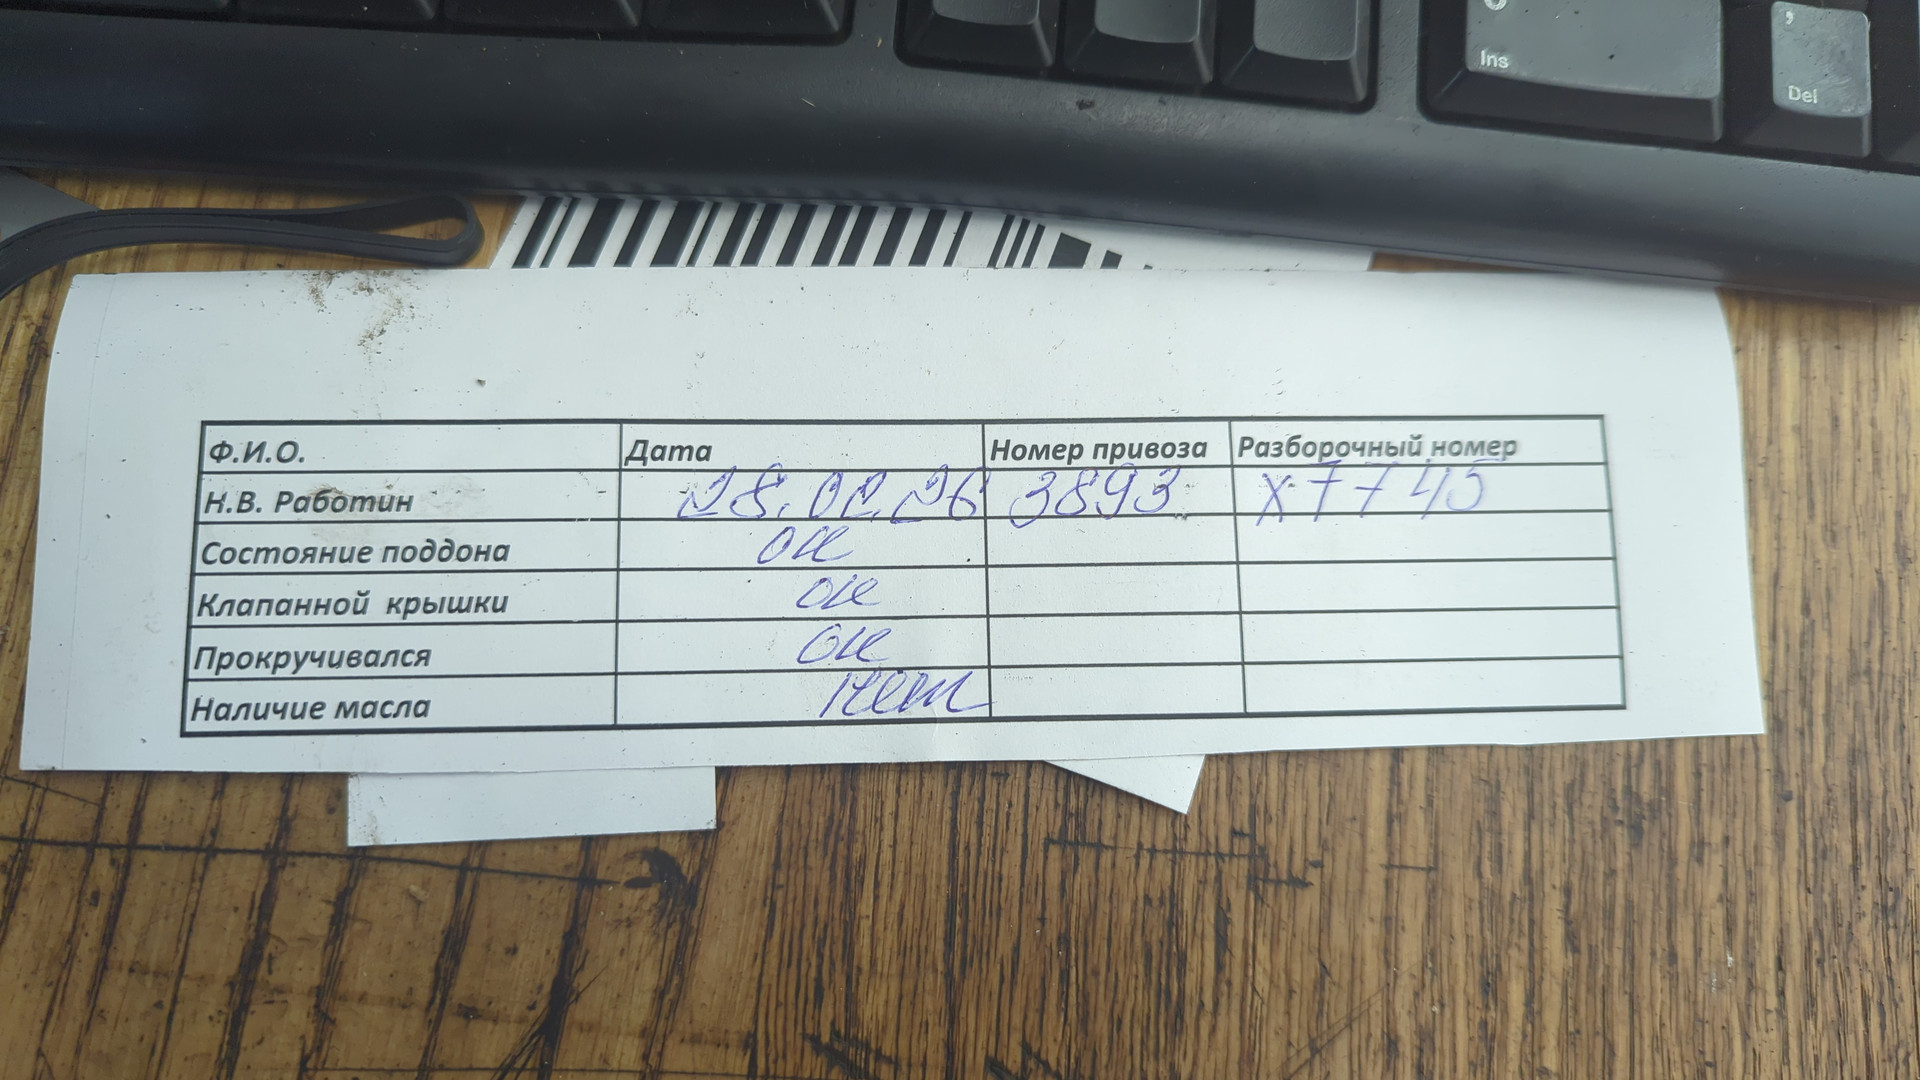 Ins
Del
Ф.И.О. Дата Номер привоза Разборочный номер
Н.В. Работин 28.02.26 3893 х7745
Состояние поддона ок
Клапанной крышки ок
Прокручивался ок
Наличие масла нет